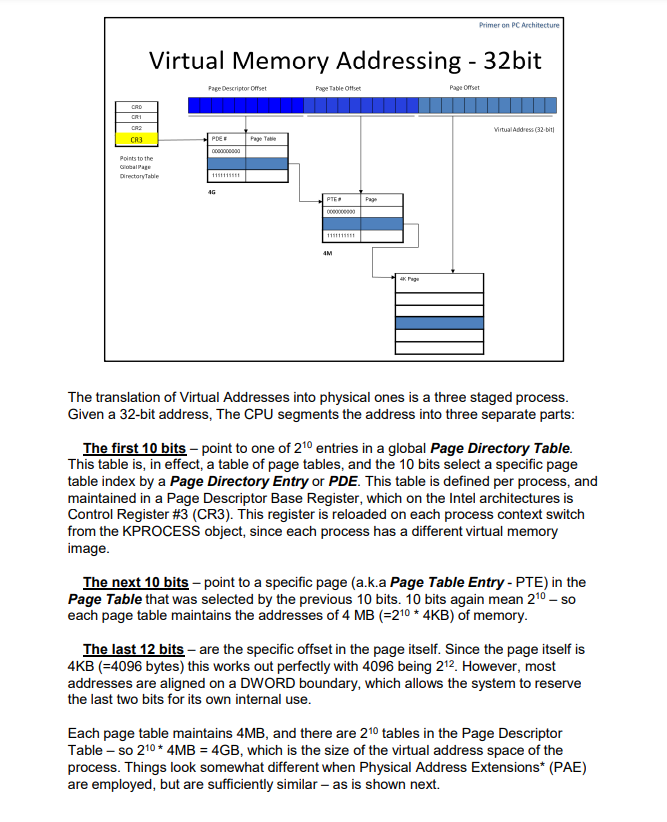 Primer on PC Architecture
Virtual Memory Addressing - 32bit
Page Descriptor Offset Page Table Offset Page Offset
CR0
CR1
CR2
CR3
Virtual Address (32-bit)
PDE # Page Table
0000000000
1111111111
Points to the
Global Page
DirectoryTable
4G
PTE # Page
0000000000
1111111111
4M
4K Page
The translation of Virtual Addresses into physical ones is a three staged process.
Given a 32-bit address, The CPU segments the address into three separate parts:
The first 10 bits – point to one of 2¹⁰ entries in a global Page Directory Table.
This table is, in effect, a table of page tables, and the 10 bits select a specific page
table index by a Page Directory Entry or PDE. This table is defined per process, and
maintained in a Page Descriptor Base Register, which on the Intel architectures is
Control Register #3 (CR3). This register is reloaded on each process context switch
from the KPROCESS object, since each process has a different virtual memory
image.
The next 10 bits – point to a specific page (a.k.a Page Table Entry - PTE) in the
Page Table that was selected by the previous 10 bits. 10 bits again mean 2¹⁰ – so
each page table maintains the addresses of 4 MB (=2¹⁰ * 4KB) of memory.
The last 12 bits – are the specific offset in the page itself. Since the page itself is
4KB (=4096 bytes) this works out perfectly with 4096 being 2¹². However, most
addresses are aligned on a DWORD boundary, which allows the system to reserve
the last two bits for its own internal use.
Each page table maintains 4MB, and there are 2¹⁰ tables in the Page Descriptor
Table – so 2¹⁰ * 4MB = 4GB, which is the size of the virtual address space of the
process. Things look somewhat different when Physical Address Extensions* (PAE)
are employed, but are sufficiently similar – as is shown next.